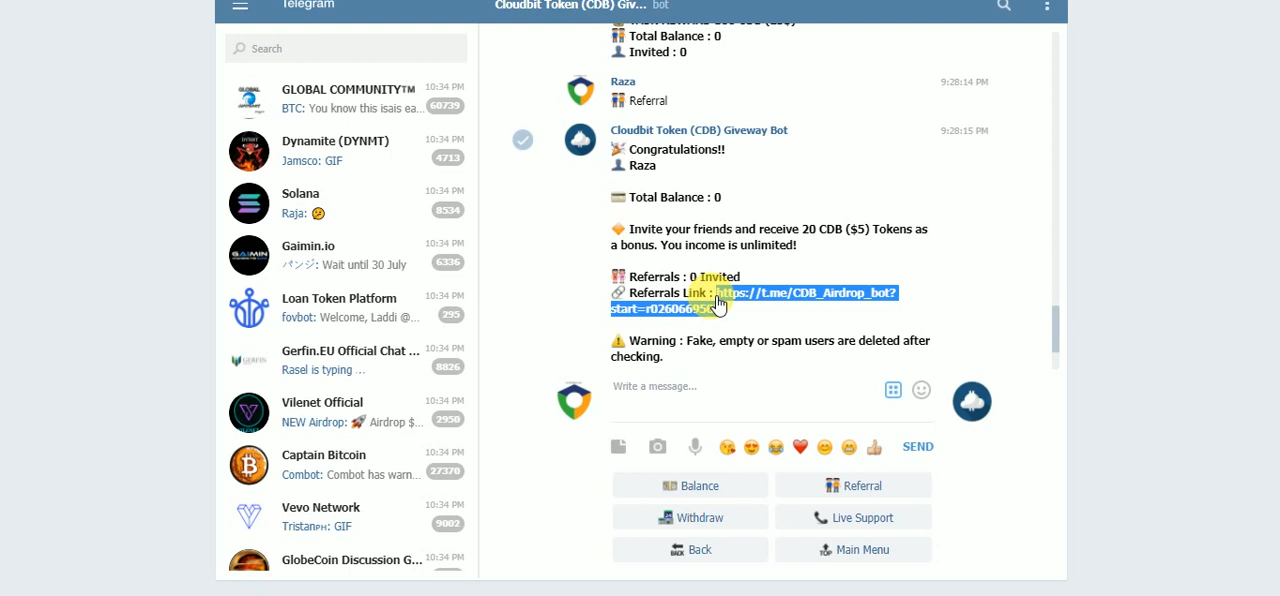 Telegram
Cloudbit Token (CDB) Giv... bot
Search
GLOBAL COMMUNITY™ 10:34 PM
BTC: You know this isais ea... 60739
Dynamite (DYNMT) 10:34 PM
Jamsco: GIF 4713
Solana 10:34 PM
Raja: 🤔 8534
Gaimin.io 10:34 PM
パンジ: Wait until 30 July 6336
Loan Token Platform 10:34 PM
fovbot: Welcome, Laddi @... 295
Gerfin.EU Official Chat ... 10:34 PM
Rasel is typing ... 8826
Vilenet Official 10:34 PM
NEW Airdrop: 🚀 Airdrop $... 2950
Captain Bitcoin 10:34 PM
Combot: Combot has warn... 27370
Vevo Network 10:34 PM
Tristanᴘʜ: GIF 9002
GlobeCoin Discussion G... 10:34 PM
Total Balance : 0
Invited : 0
Raza 9:28:14 PM
Referral
Cloudbit Token (CDB) Giveway Bot 9:28:15 PM
Congratulations!!
Raza
Total Balance : 0
Invite your friends and receive 20 CDB ($5) Tokens as
a bonus. You income is unlimited!
Referrals : 0 Invited
Referrals Link : https://t.me/CDB_Airdrop_bot?
Warning : Fake, empty or spam users are deleted after
checking.
Write a message...
SEND
Balance Referral
Withdraw Live Support
BACK Back TOP Main Menu